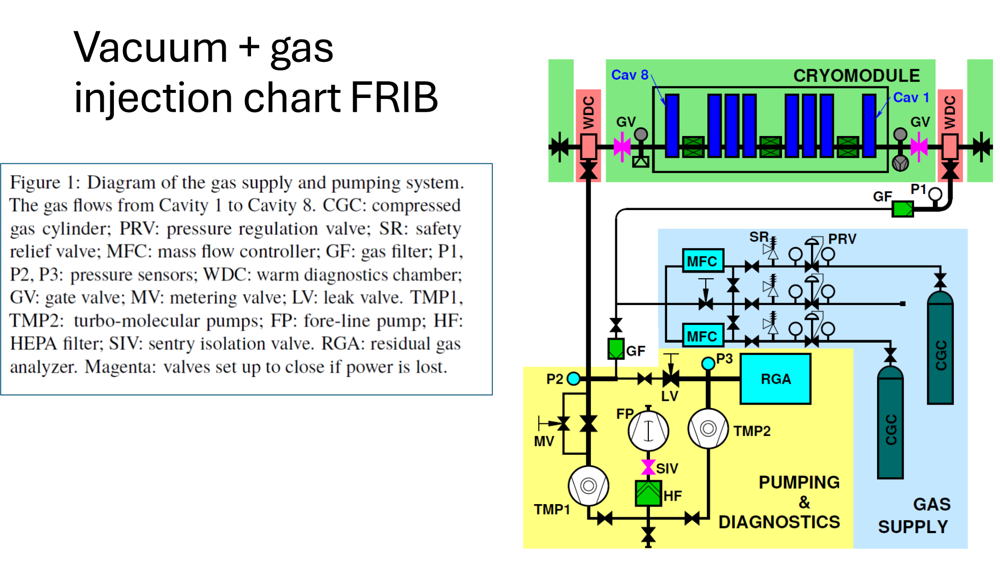 Vacuum + gas
injection chart FRIB
Figure 1: Diagram of the gas supply and pumping system.
The gas flows from Cavity 1 to Cavity 8. CGC: compressed
gas cylinder; PRV: pressure regulation valve; SR: safety
relief valve; MFC: mass flow controller; GF: gas filter; P1,
P2, P3: pressure sensors; WDC: warm diagnostics chamber;
GV: gate valve; MV: metering valve; LV: leak valve. TMP1,
TMP2: turbo-molecular pumps; FP: fore-line pump; HF:
HEPA filter; SIV: sentry isolation valve. RGA: residual gas
analyzer. Magenta: valves set up to close if power is lost.
Cav 8
CRYOMODULE
Cav 1
WDC
WDC
GV
GV
P1
GF
SR
PRV
MFC
MFC
GF
CGC
CGC
P3
P2
RGA
LV
FP
TMP2
MV
SIV
HF
TMP1
PUMPING
&
DIAGNOSTICS
GAS
SUPPLY